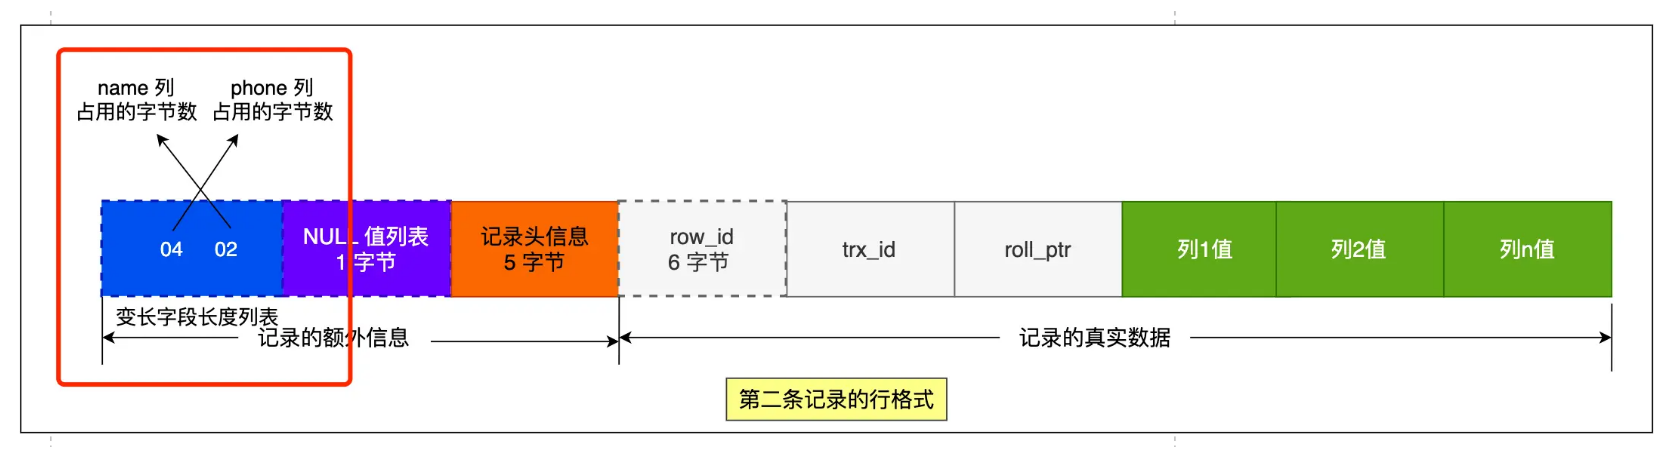 name 列
占用的字节数
phone 列
占用的字节数
04
02
NULL 值列表
1 字节
记录头信息
5 字节
row_id
6 字节
trx_id
roll_ptr
列1值
列2值
列n值
变长字段长度列表
记录的额外信息
记录的真实数据
第二条记录的行格式